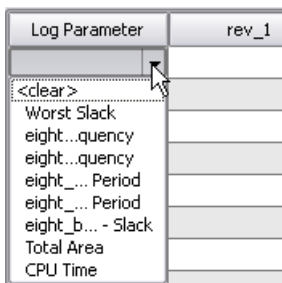 Log Parameter rev_1
<clear>
Worst Slack
eight...quency
eight...quency
eight_... Period
eight_... Period
eight_b... - Slack
Total Area
CPU Time